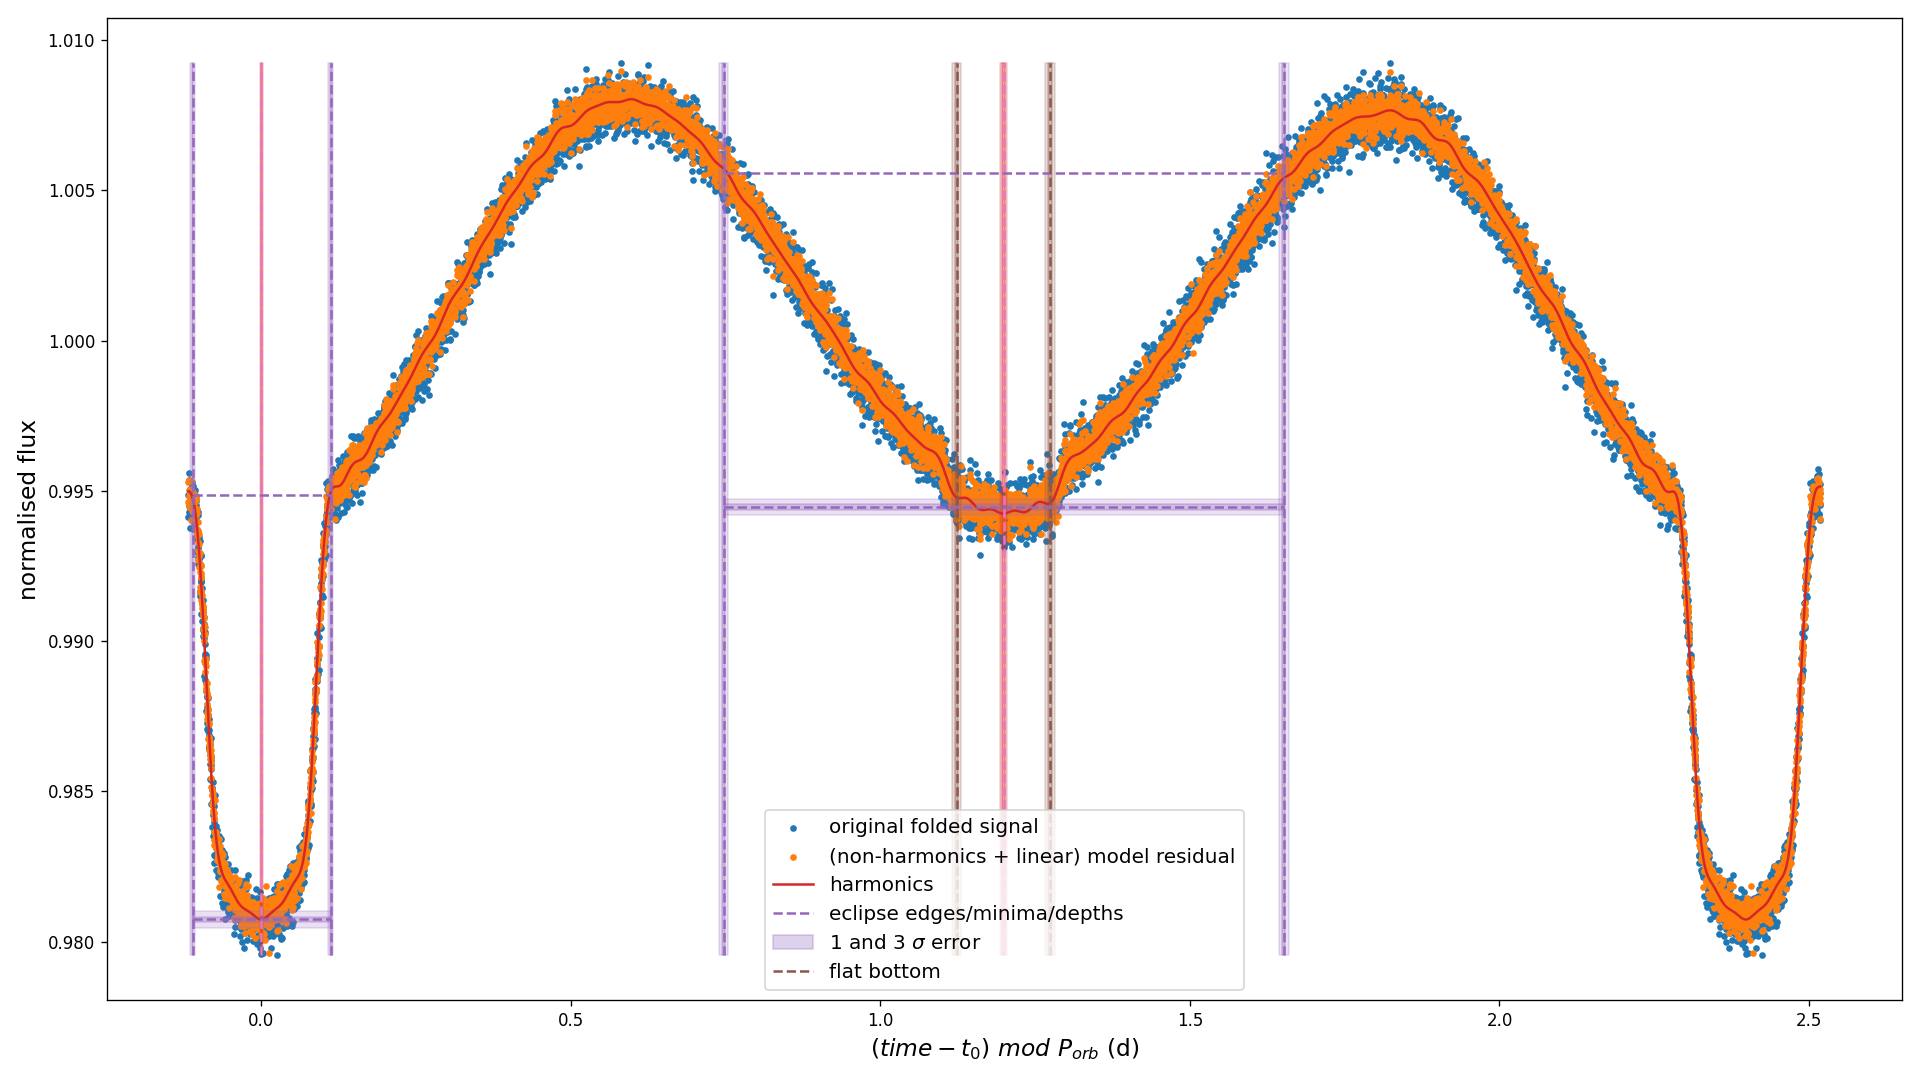 1.010
1.005
1.000
0.995
0.990
0.985
0.980
normalised flux
original folded signal
(non-harmonics + linear) model residual
harmonics
eclipse edges/minima/depths
1 and 3 σ error
flat bottom
0.0 0.5 1.0 1.5 2.0 2.5
(time − t₀) mod Pₒᵣb (d)